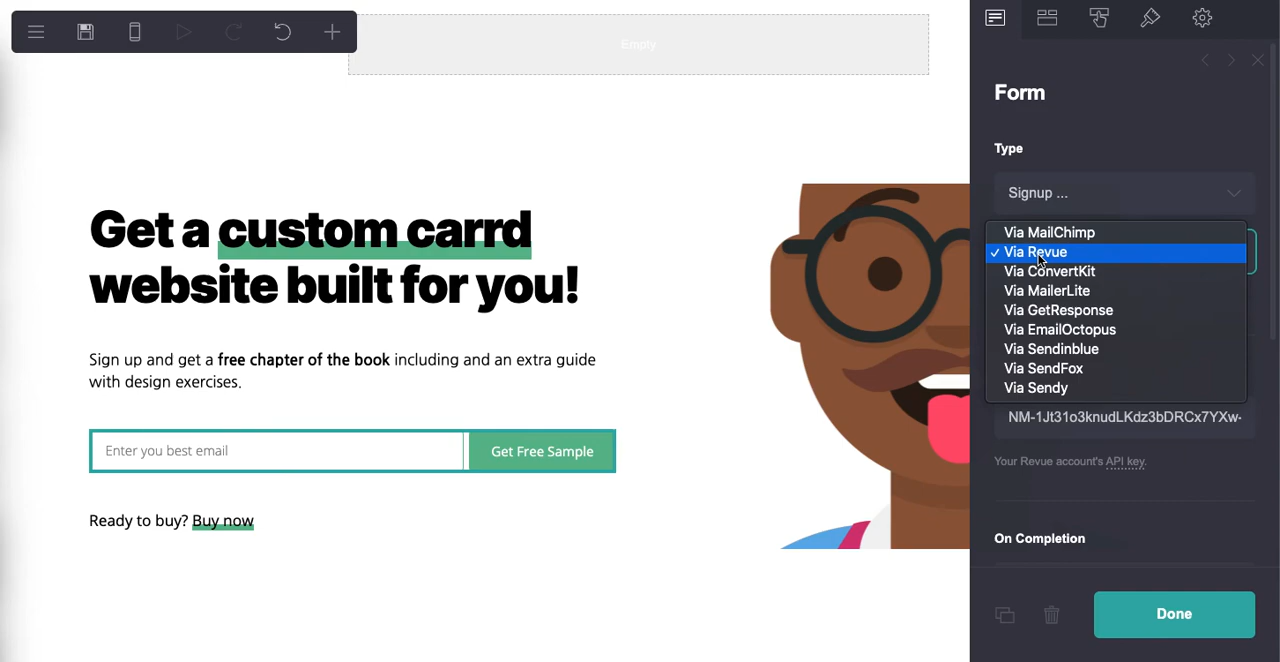 Empty
Get a custom carrd
website built for you!
Sign up and get a free chapter of the book including and an extra guide
with design exercises.
Enter you best email
Get Free Sample
Ready to buy? Buy now
Form
Type
Signup ...
Via MailChimp
✓ Via Revue
Via ConvertKit
Via MailerLite
Via GetResponse
Via EmailOctopus
Via Sendinblue
Via SendFox
Via Sendy
NM-1Jt31o3knudLKdz3bDRCx7YXw-
Your Revue account's API key.
On Completion
Done